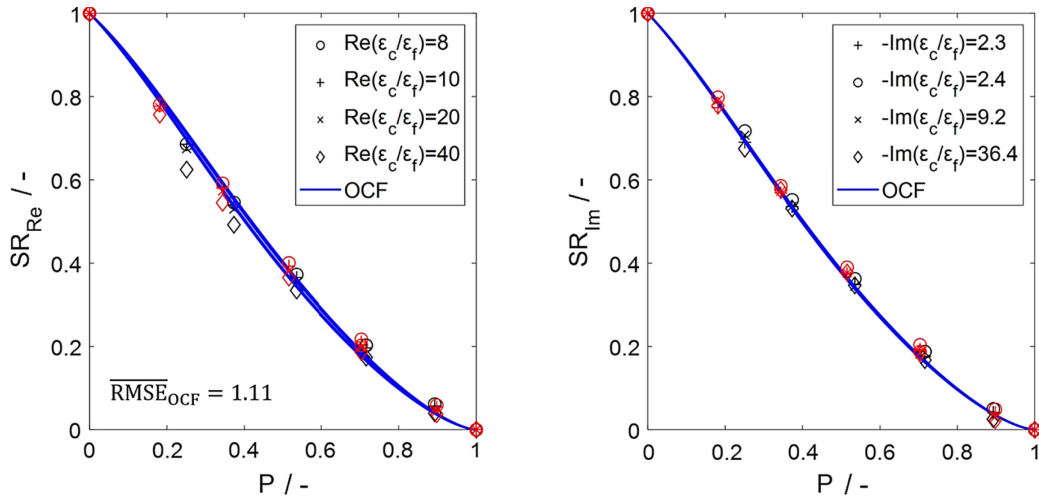 1
0.8
0.6
0.4
0.2
0
SR_Re / -
0 0.2 0.4 0.6 0.8 1
P / -
Re(ε_c/ε_f)=8
Re(ε_c/ε_f)=10
Re(ε_c/ε_f)=20
Re(ε_c/ε_f)=40
OCF
RMSE_OCF = 1.11
1
0.8
0.6
0.4
0.2
0
SR_Im / -
0 0.2 0.4 0.6 0.8 1
P / -
-Im(ε_c/ε_f)=2.3
-Im(ε_c/ε_f)=2.4
-Im(ε_c/ε_f)=9.2
-Im(ε_c/ε_f)=36.4
OCF